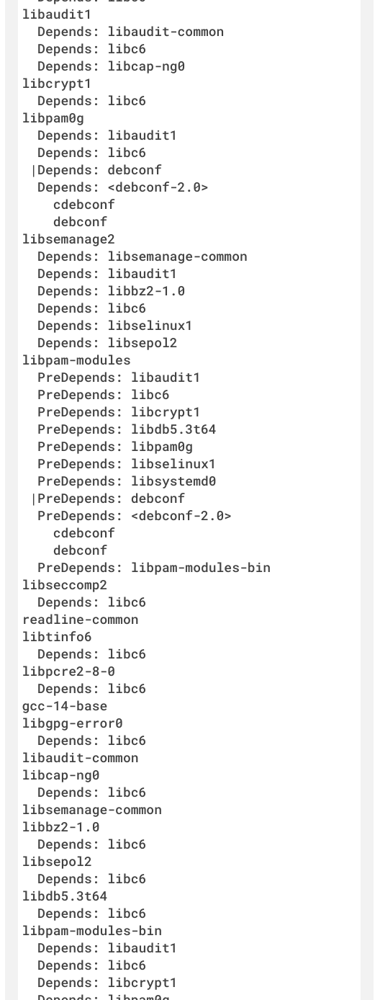 libaudit1
  Depends: libaudit-common
  Depends: libc6
  Depends: libcap-ng0
libcrypt1
  Depends: libc6
libpam0g
  Depends: libaudit1
  Depends: libc6
 |Depends: debconf
  Depends: <debconf-2.0>
    cdebconf
    debconf
libsemanage2
  Depends: libsemanage-common
  Depends: libaudit1
  Depends: libbz2-1.0
  Depends: libc6
  Depends: libselinux1
  Depends: libsepol2
libpam-modules
  PreDepends: libaudit1
  PreDepends: libc6
  PreDepends: libcrypt1
  PreDepends: libdb5.3t64
  PreDepends: libpam0g
  PreDepends: libselinux1
  PreDepends: libsystemd0
 |PreDepends: debconf
  PreDepends: <debconf-2.0>
    cdebconf
    debconf
  PreDepends: libpam-modules-bin
libseccomp2
  Depends: libc6
readline-common
libtinfo6
  Depends: libc6
libpcre2-8-0
  Depends: libc6
gcc-14-base
libgpg-error0
  Depends: libc6
libaudit-common
libcap-ng0
  Depends: libc6
libsemanage-common
libbz2-1.0
  Depends: libc6
libsepol2
  Depends: libc6
libdb5.3t64
  Depends: libc6
libpam-modules-bin
  Depends: libaudit1
  Depends: libc6
  Depends: libcrypt1
  Depends: libpam0g